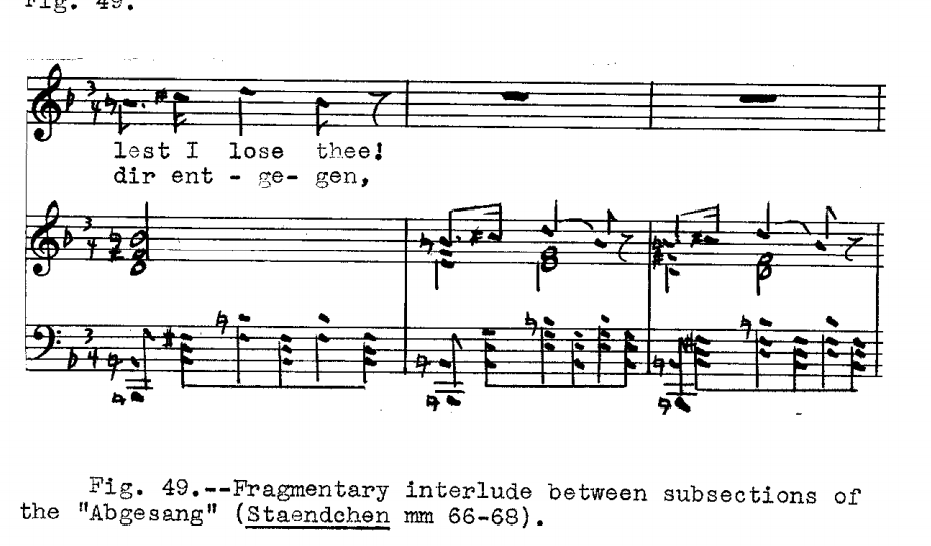 Fig. 49.
lest I lose thee!
dir ent - ge- gen,
Fig. 49.--Fragmentary interlude between subsections of
the "Abgesang" (Staendchen mm 66-68).